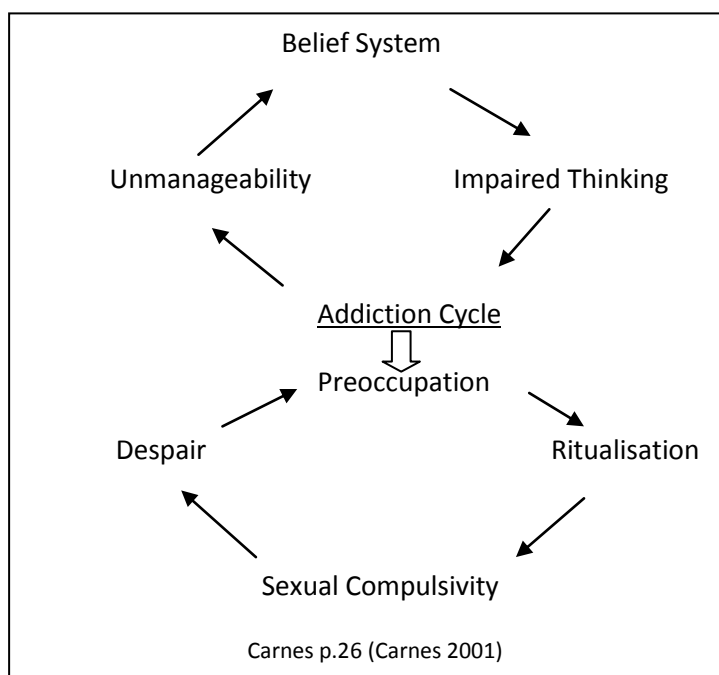 Belief System
Unmanageability
Impaired Thinking
Addiction Cycle
Preoccupation
Despair
Ritualisation
Sexual Compulsivity
Carnes p.26 (Carnes 2001)